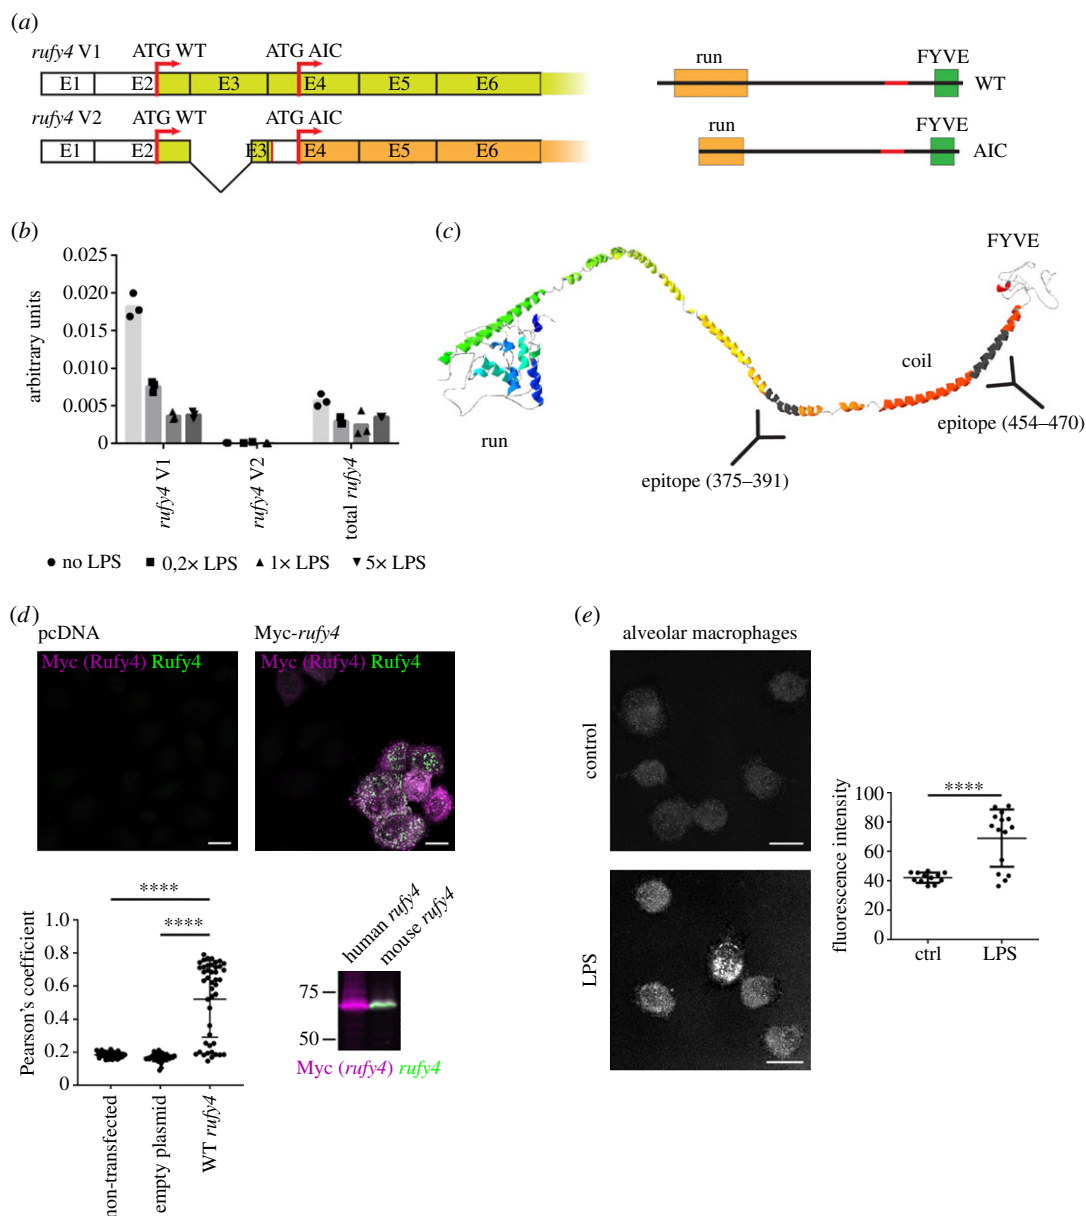 (a)
rufy4 V1
ATG WT
ATG AIC
E1 E2 E3 E4 E5 E6
rufy4 V2
ATG WT
ATG AIC
E1 E2 E3 E4 E5 E6
run
FYVE
WT
run
FYVE
AIC
(b)
arbitrary units
0.025
0.020
0.015
0.010
0.005
0
rufy4 V1
rufy4 V2
total rufy4
no LPS 0,2× LPS 1× LPS 5× LPS
(c)
FYVE
coil
run
epitope (375–391)
epitope (454–470)
(d)
pcDNA
Myc-rufy4
Myc (Rufy4) Rufy4
Myc (Rufy4) Rufy4
Pearson's coefficient
1.0
0.8
0.6
0.4
0.2
0
****
****
non-transfected
empty plasmid
WT rufy4
human rufy4
mouse rufy4
75
50
Myc (rufy4) rufy4
(e)
alveolar macrophages
control
LPS
fluorescence intensity
100
80
60
40
20
0
****
ctrl
LPS